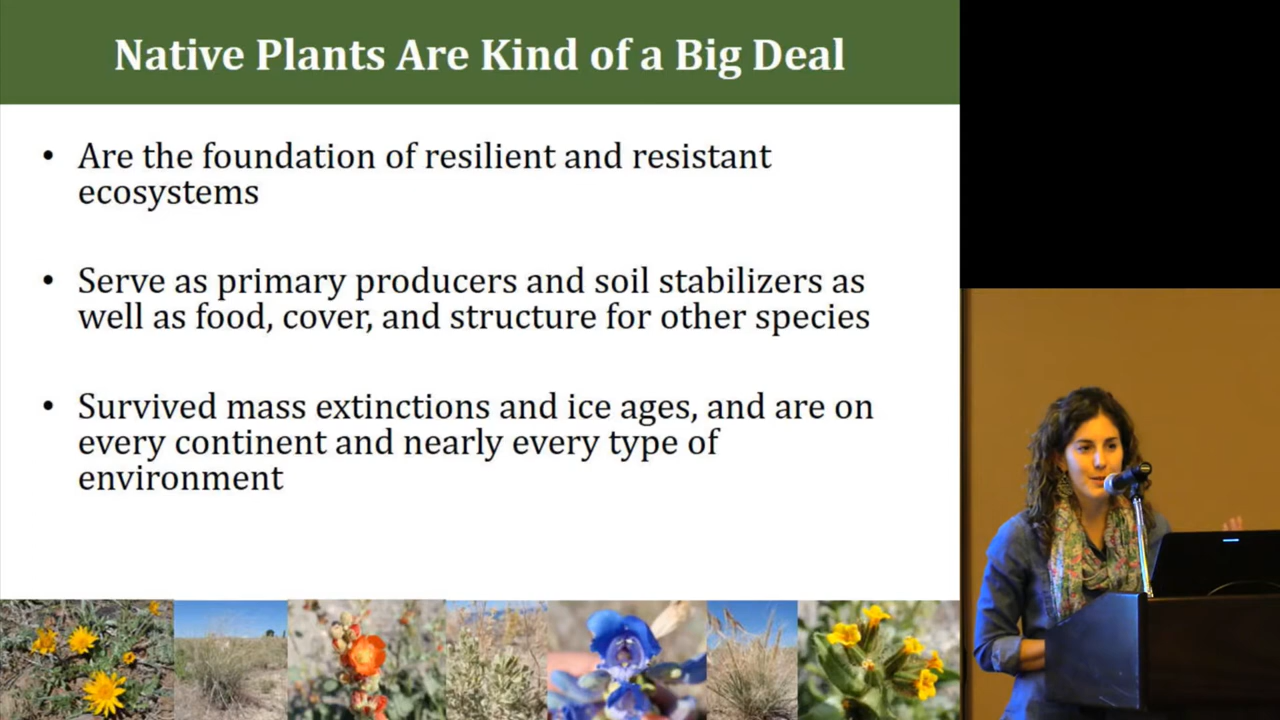 Native Plants Are Kind of a Big Deal
• Are the foundation of resilient and resistant
ecosystems
• Serve as primary producers and soil stabilizers as
well as food, cover, and structure for other species
• Survived mass extinctions and ice ages, and are on
every continent and nearly every type of
environment